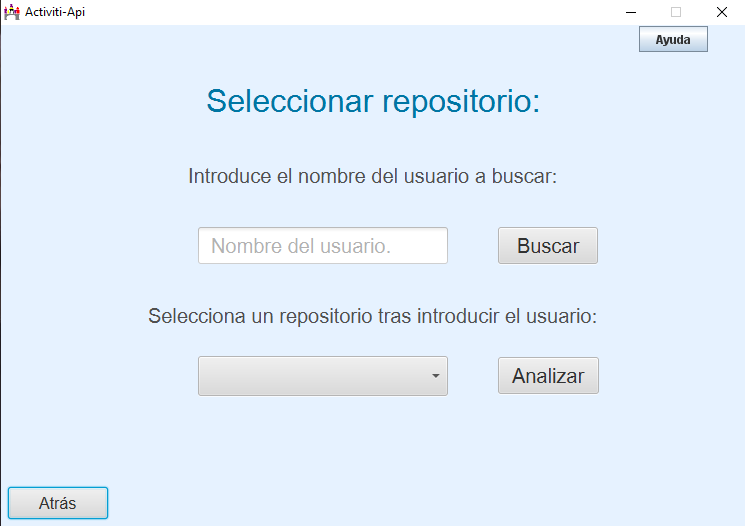 Activiti-Api
Ayuda
Seleccionar repositorio:
Introduce el nombre del usuario a buscar:
Nombre del usuario.
Buscar
Selecciona un repositorio tras introducir el usuario:
Analizar
Atrás